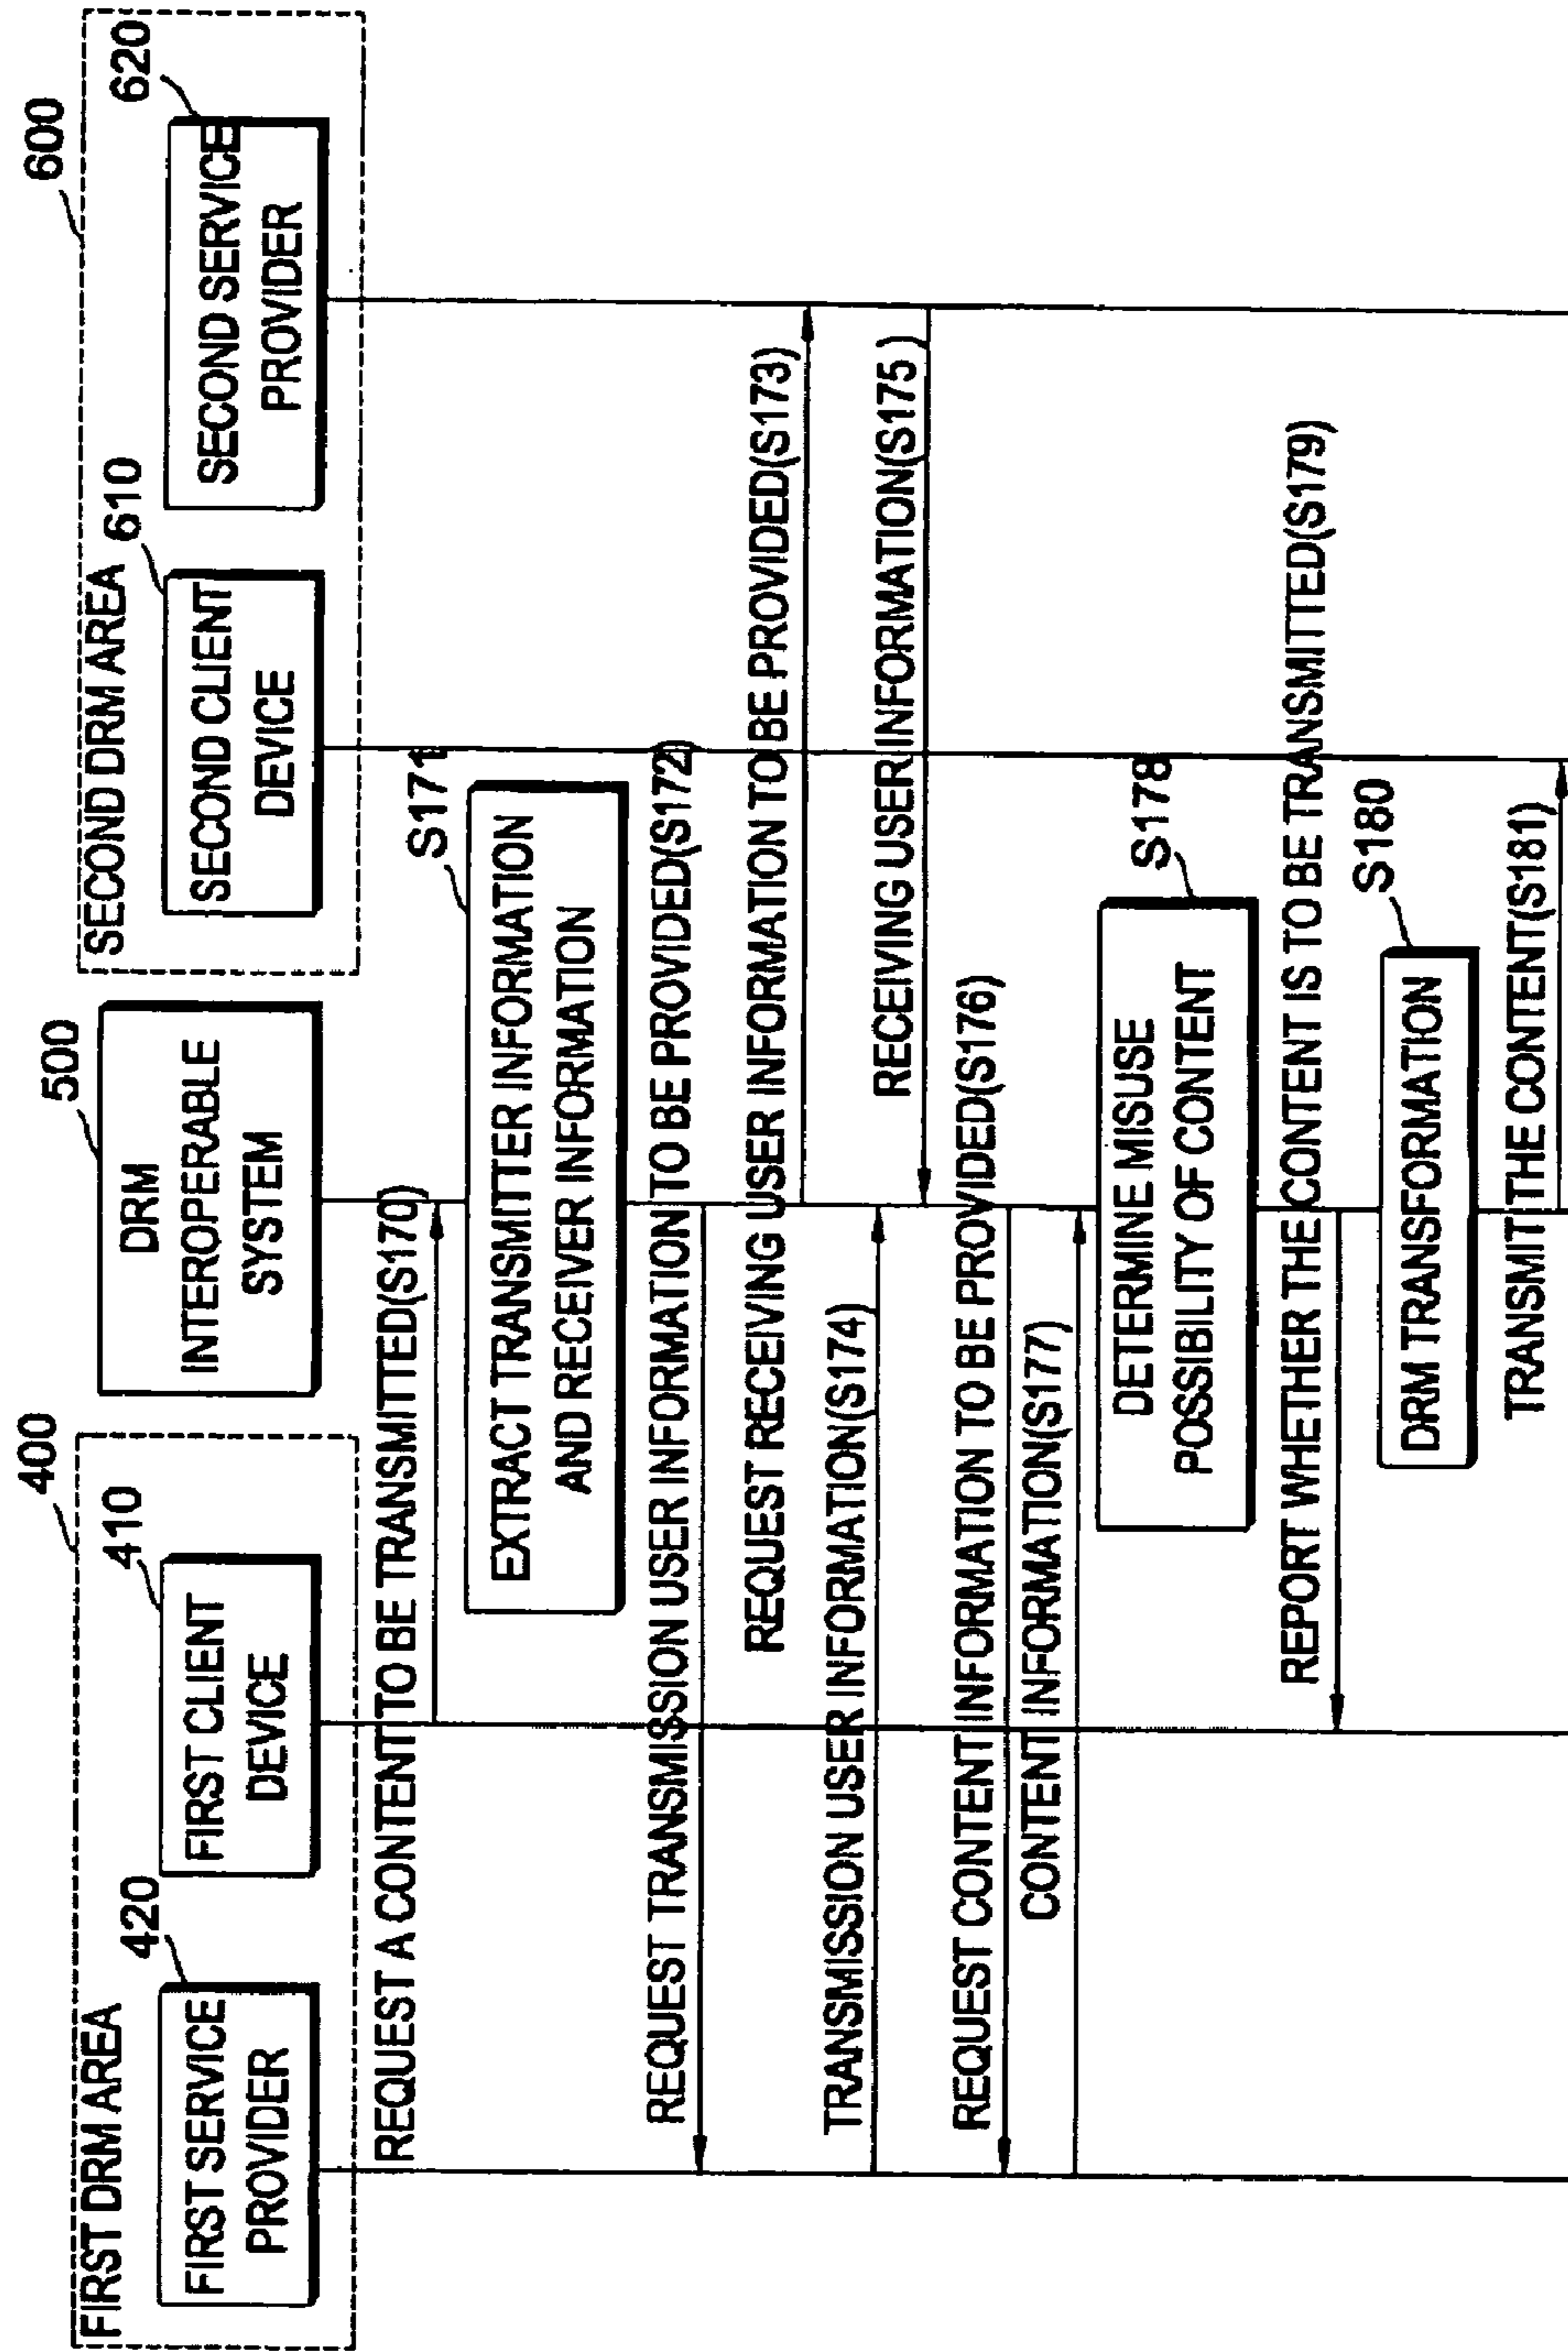 400
500
600
FIRST DRM AREA
SECOND DRM AREA
420
410
610
620
FIRST SERVICE
PROVIDER
FIRST CLIENT
DEVICE
DRM
INTEROPERABLE
SYSTEM
SECOND CLIENT
DEVICE
SECOND SERVICE
PROVIDER
REQUEST A CONTENT TO BE TRANSMITTED(S170)
S171
EXTRACT TRANSMITTER INFORMATION
AND RECEIVER INFORMATION
REQUEST TRANSMISSION USER INFORMATION TO BE PROVIDED(S172)
REQUEST RECEIVING USER INFORMATION TO BE PROVIDED(S173)
TRANSMISSION USER INFORMATION(S174)
RECEIVING USER INFORMATION(S175)
REQUEST CONTENT INFORMATION TO BE PROVIDED(S176)
CONTENT INFORMATION(S177)
S178
DETERMINE MISUSE
POSSIBILITY OF CONTENT
REPORT WHETHER THE CONTENT IS TO BE TRANSMITTED(S179)
S180
DRM TRANSFORMATION
TRANSMIT THE CONTENT(S181)